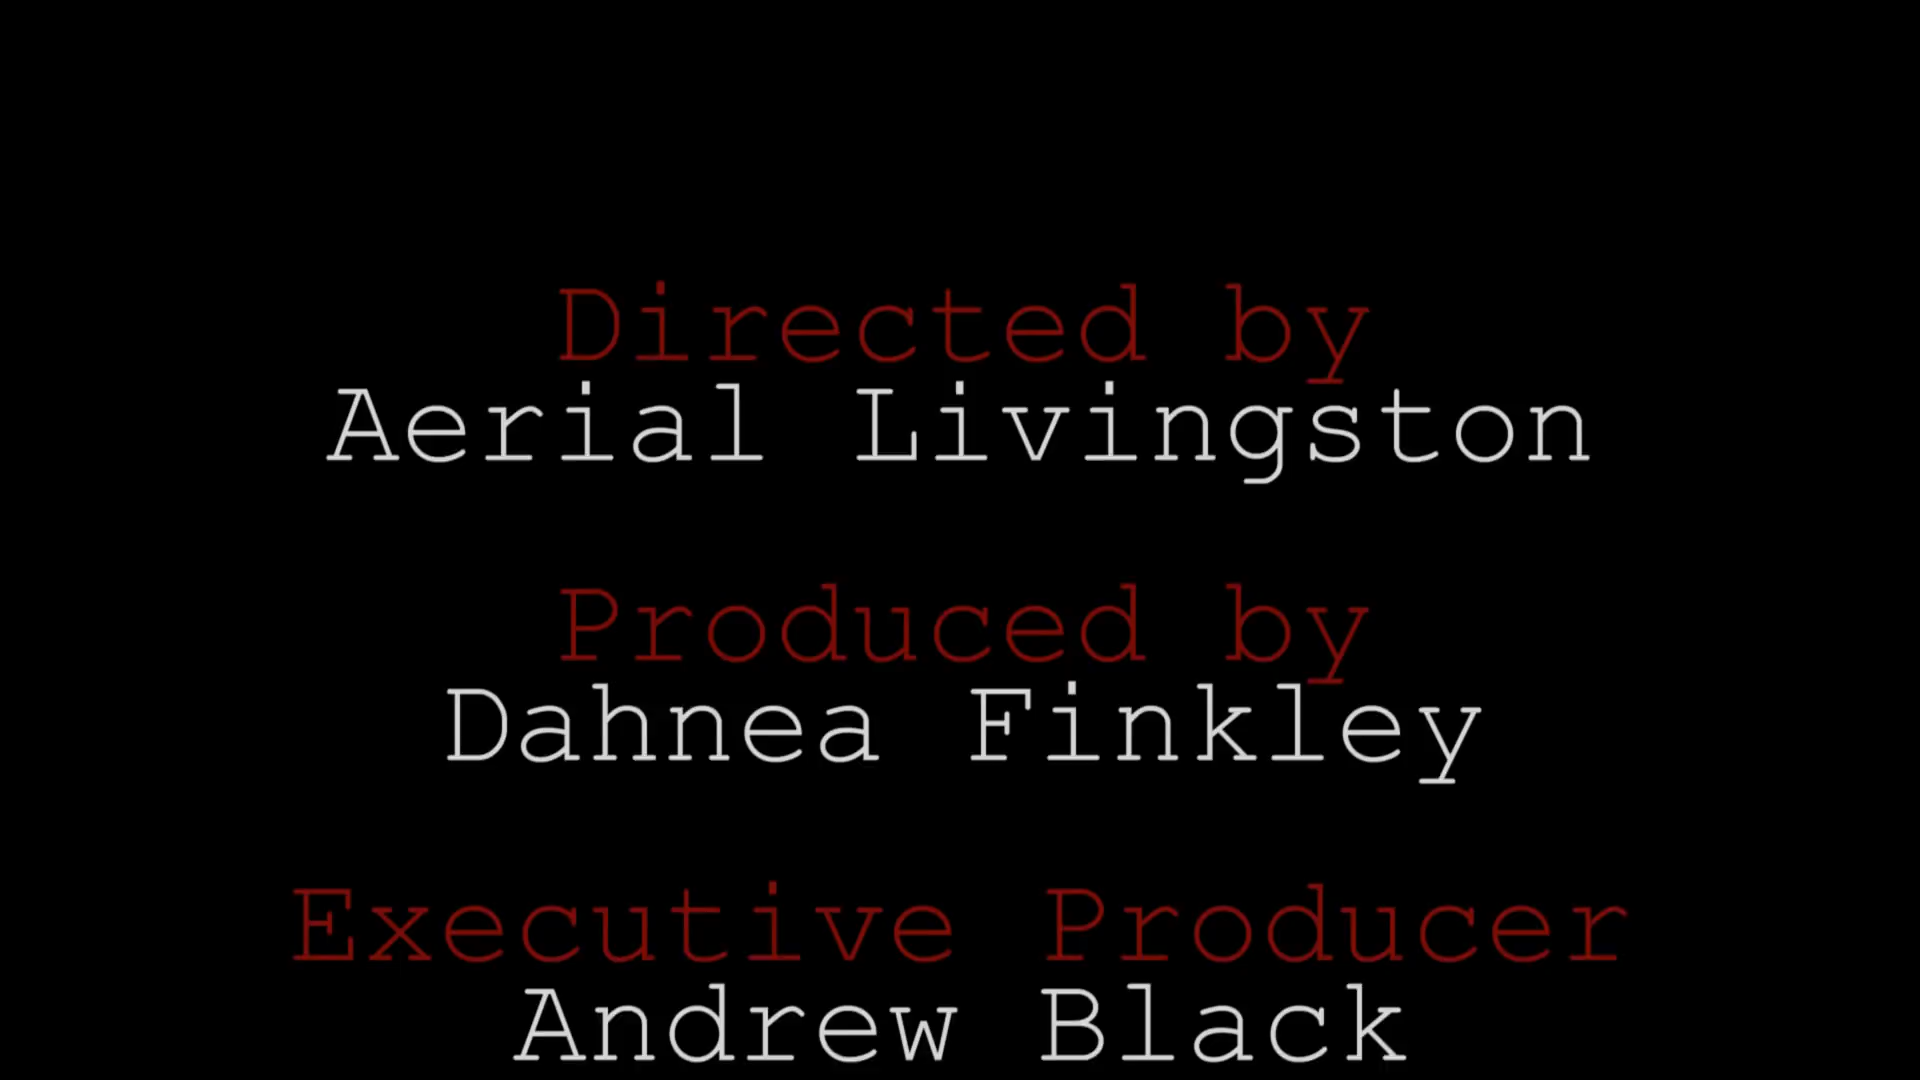 Directed by
Aerial Livingston
Produced by
Dahnea Finkley
Executive Producer
Andrew Black